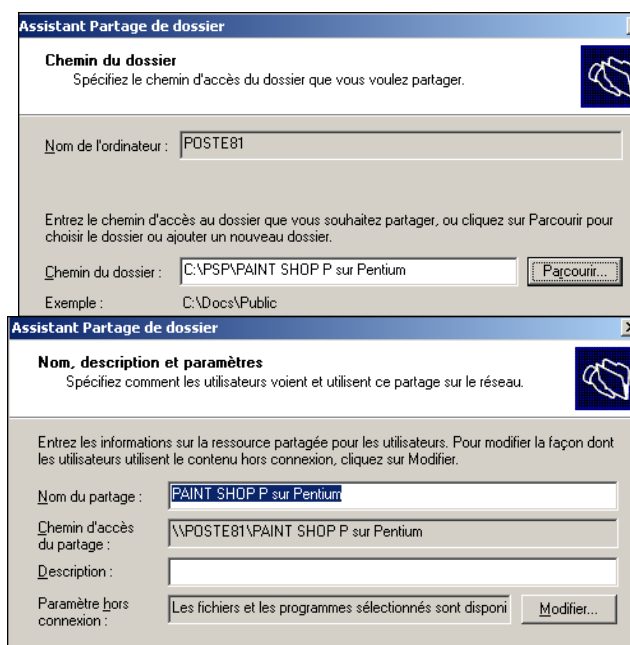 Assistant Partage de dossier
Chemin du dossier
Spécifiez le chemin d'accès du dossier que vous voulez partager.
Nom de l'ordinateur : POSTE81
Entrez le chemin d'accès au dossier que vous souhaitez partager, ou cliquez sur Parcourir pour
choisir le dossier ou ajouter un nouveau dossier.
Chemin du dossier : C:\PSP\PAINT SHOP P sur Pentium Parcourir...
Exemple : C:\Docs\Public
Assistant Partage de dossier
Nom, description et paramètres
Spécifiez comment les utilisateurs voient et utilisent ce partage sur le réseau.
Entrez les informations sur la ressource partagée pour les utilisateurs. Pour modifier la façon dont
les utilisateurs utilisent le contenu hors connexion, cliquez sur Modifier.
Nom du partage : PAINT SHOP P sur Pentium
Chemin d'accès
du partage : \\POSTE81\PAINT SHOP P sur Pentium
Description :
Paramètre hors
connexion : Les fichiers et les programmes sélectionnés sont disponi Modifier...